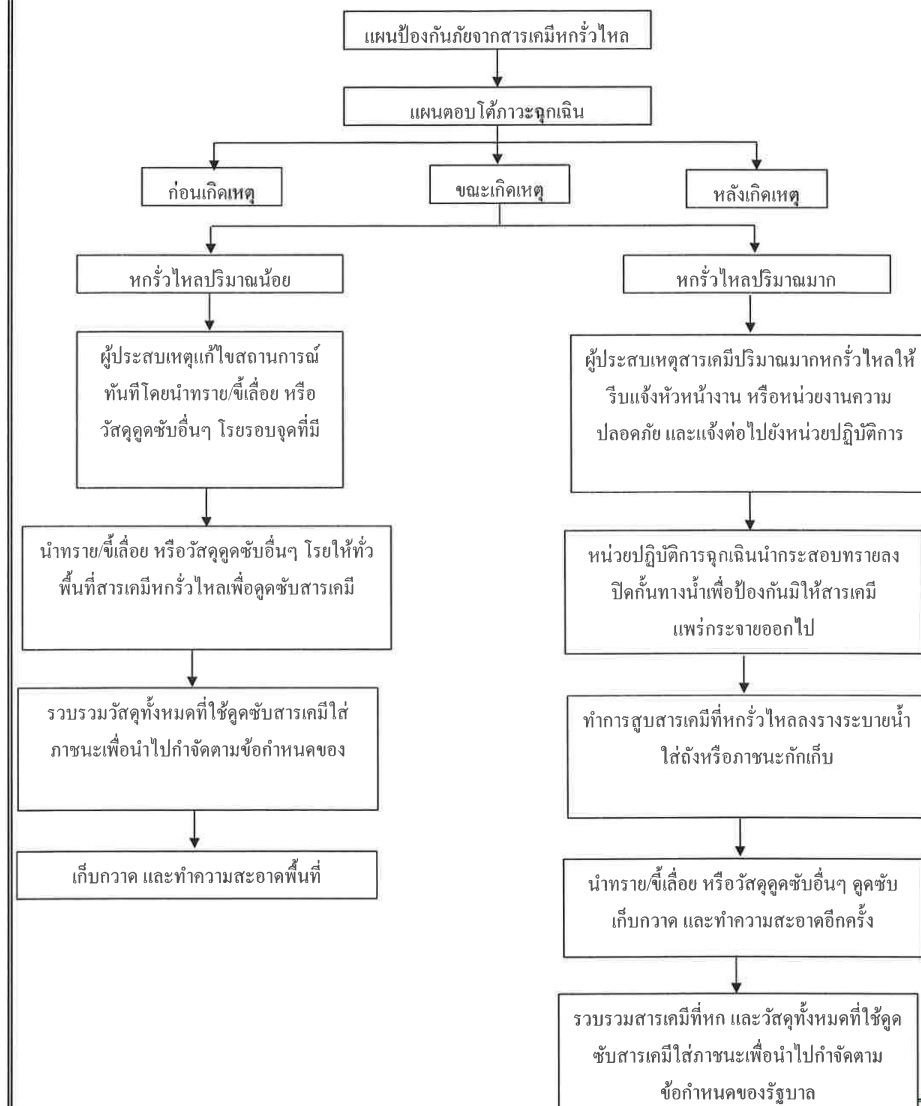 แผนป้องกันภัยจากสารเคมีหกรั่วไหล
แผนตอบโต้ภาวะฉุกเฉิน
ก่อนเกิดเหตุ
ขณะเกิดเหตุ
หลังเกิดเหตุ
หกรั่วไหลปริมาณน้อย
ผู้ประสบเหตุแก้ไขสถานการณ์
ทันทีโดยนำทราย/ขี้เลื่อย หรือ
วัสดุดูดซับอื่นๆ โรยรอบจุดที่มี
นำทราย/ขี้เลื่อย หรือวัสดุดูดซับอื่นๆ โรยให้ทั่ว
พื้นที่สารเคมีหกรั่วไหลเพื่อดูดซับสารเคมี
รวบรวมวัสดุทั้งหมดที่ใช้ดูดซับสารเคมีใส่
ภาชนะเพื่อนำไปกำจัดตามข้อกำหนดของ
เก็บกวาด และทำความสะอาดพื้นที่
หกรั่วไหลปริมาณมาก
ผู้ประสบเหตุสารเคมีปริมาณมากหกรั่วไหลให้
รีบแจ้งหัวหน้างาน หรือหน่วยงานความ
ปลอดภัย และแจ้งต่อไปยังหน่วยปฏิบัติการ
หน่วยปฏิบัติการฉุกเฉินนำกระสอบทรายลง
ปิดกั้นทางน้ำเพื่อป้องกันมิให้สารเคมี
แพร่กระจายออกไป
ทำการสูบสารเคมีที่หกรั่วไหลลงรางระบายน้ำ
ใส่ถังหรือภาชนะกักเก็บ
นำทราย/ขี้เลื่อย หรือวัสดุดูดซับอื่นๆ ดูดซับ
เก็บกวาด และทำความสะอาดอีกครั้ง
รวบรวมสารเคมีที่หก และวัสดุทั้งหมดที่ใช้ดูด
ซับสารเคมีใส่ภาชนะเพื่อนำไปกำจัดตาม
ข้อกำหนดของรัฐบาล